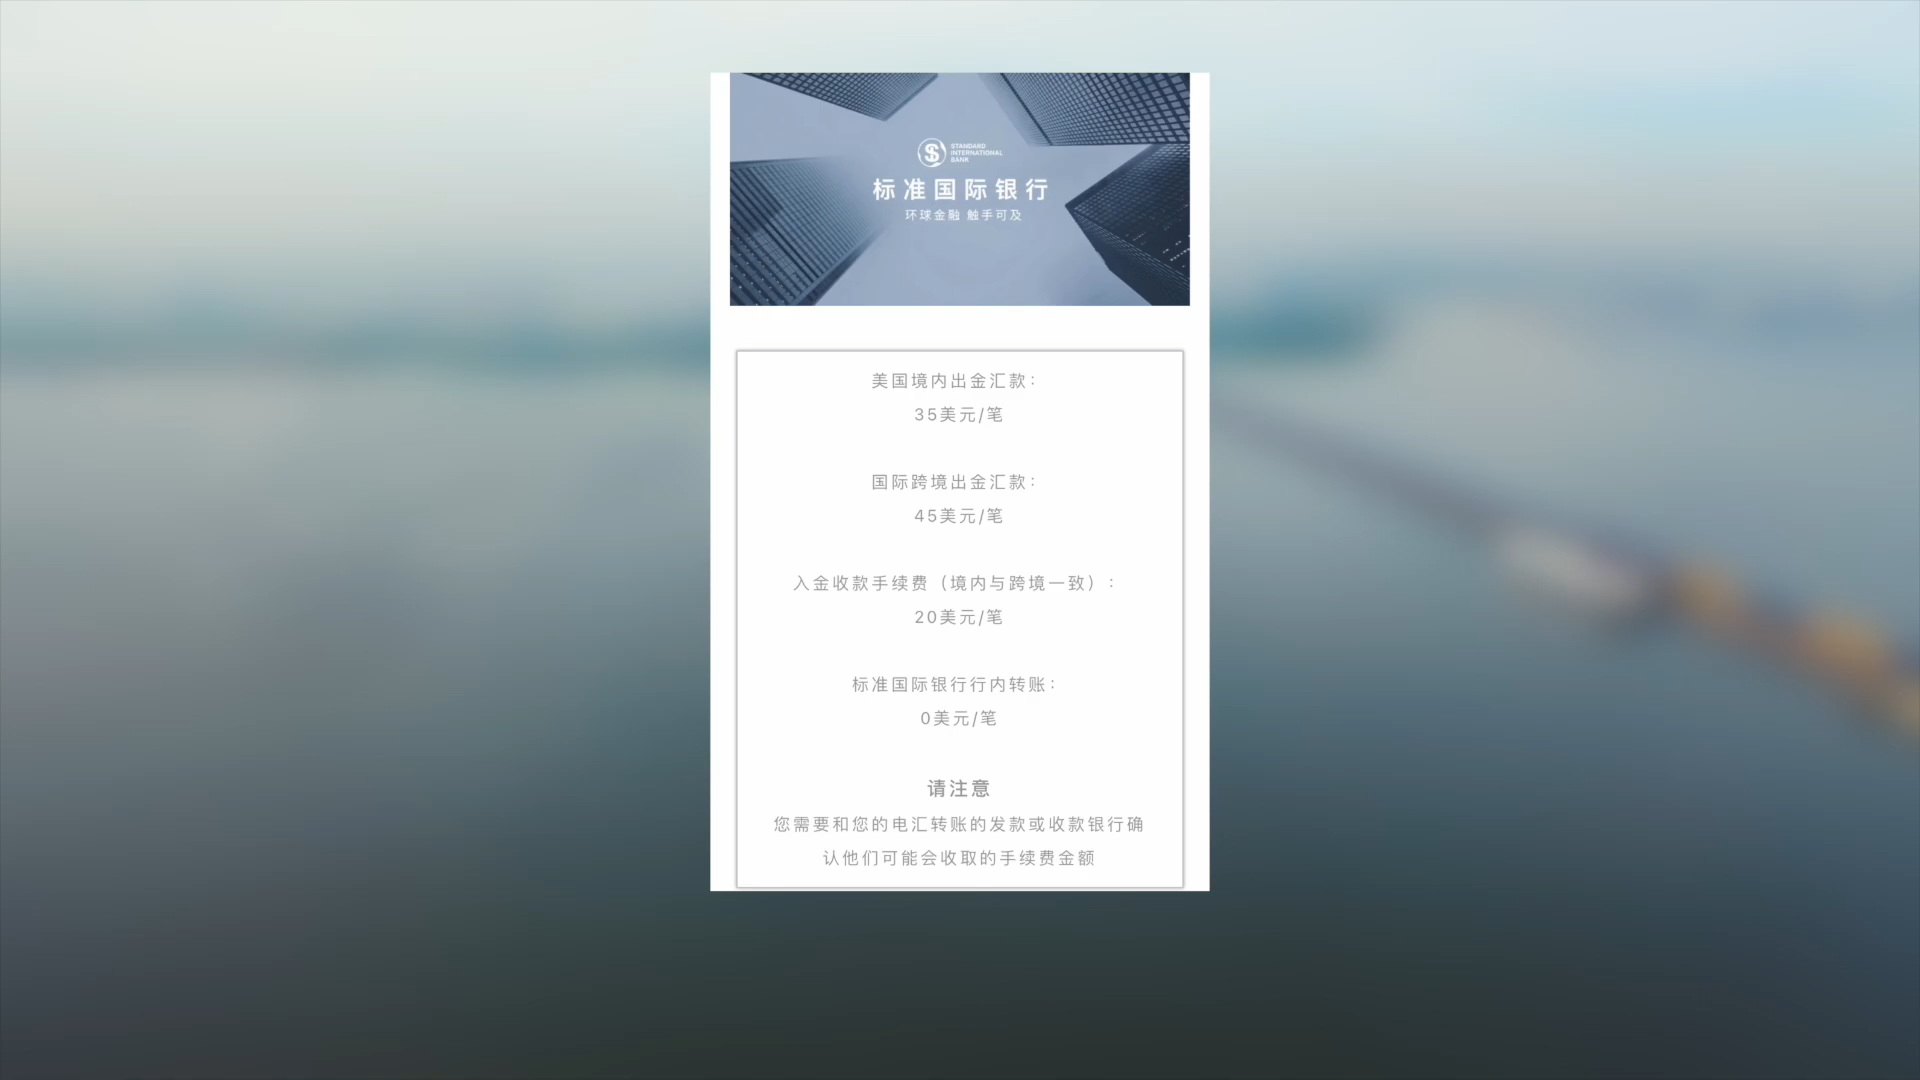 STANDARD
INTERNATIONAL
BANK
标准国际银行
环球金融 触手可及
美国境内出金汇款：
35美元/笔
国际跨境出金汇款：
45美元/笔
入金收款手续费（境内与跨境一致）：
20美元/笔
标准国际银行行内转账：
0美元/笔
请注意
您需要和您的电汇转账的发款或收款银行确
认他们可能会收取的手续费金额